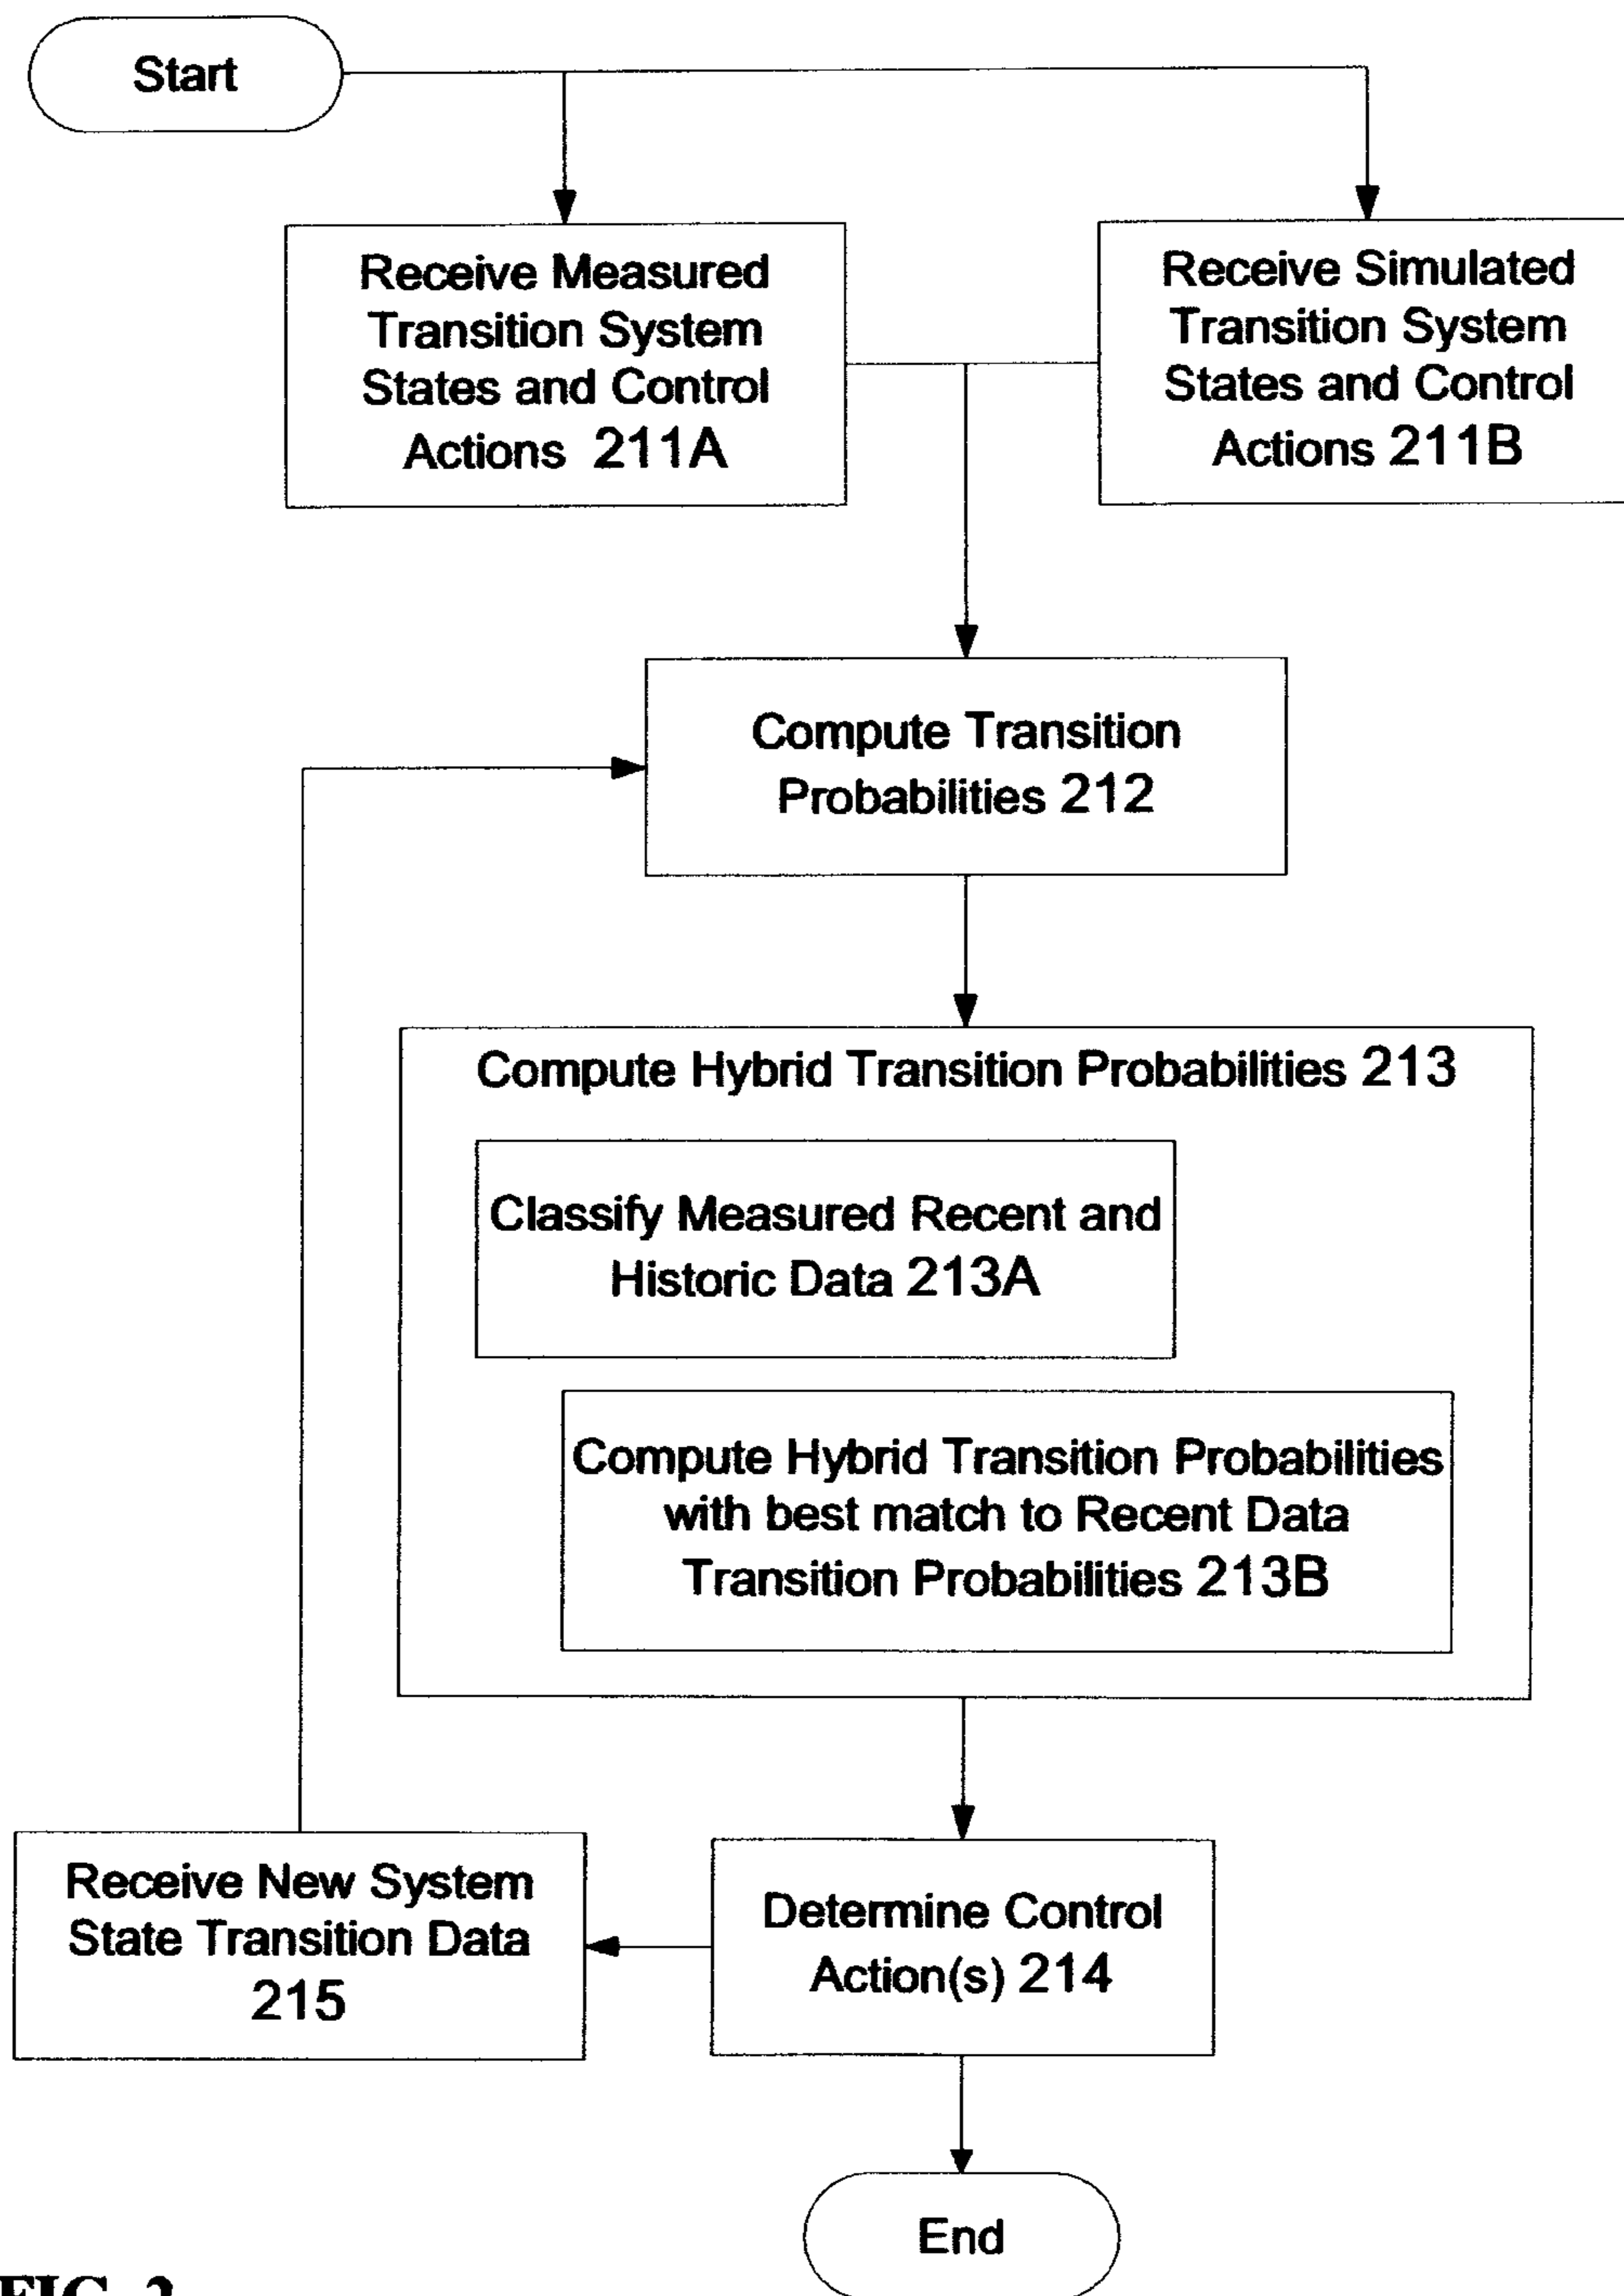 Start
Receive Measured
Transition System
States and Control
Actions 211A
Receive Simulated
Transition System
States and Control
Actions 211B
Compute Transition
Probabilities 212
Compute Hybrid Transition Probabilities 213
Classify Measured Recent and
Historic Data 213A
Compute Hybrid Transition Probabilities
with best match to Recent Data
Transition Probabilities 213B
Receive New System
State Transition Data
215
Determine Control
Action(s) 214
End